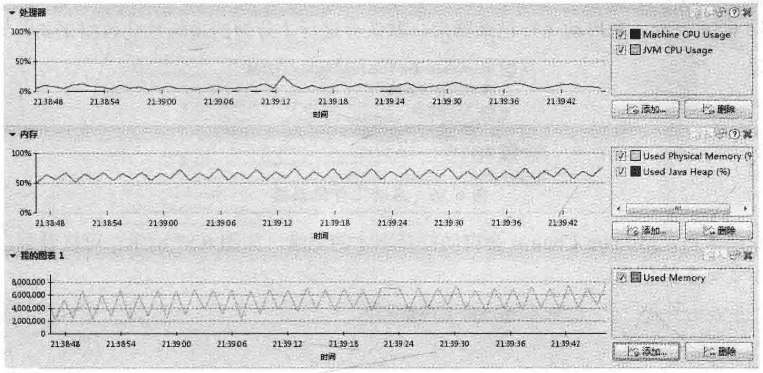 处理器
100%
50%
0%
21:38:48 21:38:54 21:39:00 21:39:06 21:39:12 21:39:18 21:39:24 21:39:30 21:39:36 21:39:42
时间
Machine CPU Usage
JVM CPU Usage
添加... 删除
内存
100%
50%
0%
21:38:48 21:38:54 21:39:00 21:39:06 21:39:12 21:39:18 21:39:24 21:39:30 21:39:36 21:39:42
时间
Used Physical Memory (%
Used Java Heap (%)
添加... 删除
我的图表 1
8,000,000
6,000,000
4,000,000
2,000,000
0
21:38:48 21:38:54 21:39:00 21:39:06 21:39:12 21:39:18 21:39:24 21:39:30 21:39:36 21:39:42
时间
Used Memory
添加... 删除